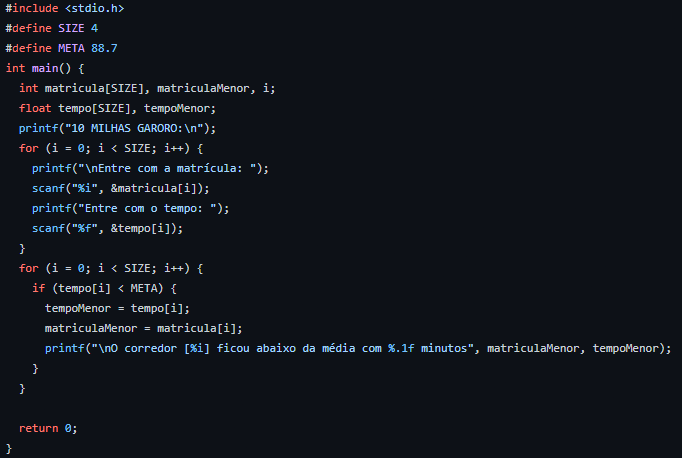 #include <stdio.h>
#define SIZE 4
#define META 88.7
int main() {
  int matricula[SIZE], matriculaMenor, i;
  float tempo[SIZE], tempoMenor;
  printf("10 MILHAS GARORO:\n");
  for (i = 0; i < SIZE; i++) {
    printf("\nEntre com a matrícula: ");
    scanf("%i", &matricula[i]);
    printf("Entre com o tempo: ");
    scanf("%f", &tempo[i]);
  }
  for (i = 0; i < SIZE; i++) {
    if (tempo[i] < META) {
      tempoMenor = tempo[i];
      matriculaMenor = matricula[i];
      printf("\nO corredor [%i] ficou abaixo da média com %.1f minutos", matriculaMenor, tempoMenor);
    }
  }

  return 0;
}